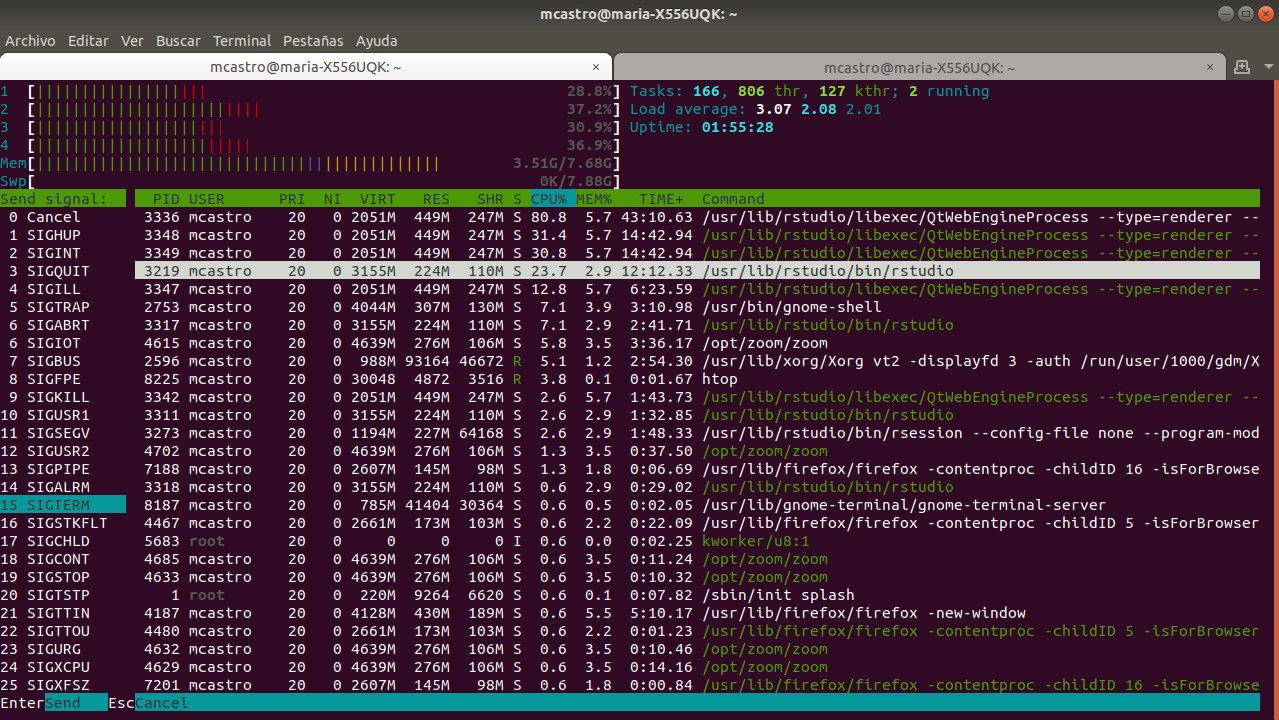 mcastro@maria-X556UQK: ~
Archivo Editar Ver Buscar Terminal Pestañas Ayuda
mcastro@maria-X556UQK: ~ × mcastro@maria-X556UQK: ~ ×
1 [||||||||||||||||||| 28.8%] Tasks: 166, 806 thr, 127 kthr; 2 running
2 [||||||||||||||||||||||||| 37.2%] Load average: 3.07 2.08 2.01
3 [||||||||||||||||||||| 30.9%] Uptime: 01:55:28
4 [|||||||||||||||||||||||| 36.9%]
Mem[||||||||||||||||||||||||||||||||||||||||||||| 3.51G/7.68G]
Swp[ 0K/7.88G]
Send signal: PID USER PRI NI VIRT RES SHR S CPU% MEM% TIME+ Command
0 Cancel 3336 mcastro 20 0 2051M 449M 247M S 80.8 5.7 43:10.63 /usr/lib/rstudio/libexec/QtWebEngineProcess --type=renderer --
1 SIGHUP 3348 mcastro 20 0 2051M 449M 247M S 31.4 5.7 14:42.94 /usr/lib/rstudio/libexec/QtWebEngineProcess --type=renderer --
2 SIGINT 3349 mcastro 20 0 2051M 449M 247M S 30.8 5.7 14:42.94 /usr/lib/rstudio/libexec/QtWebEngineProcess --type=renderer --
3 SIGQUIT 3219 mcastro 20 0 3155M 224M 110M S 23.7 2.9 12:12.33 /usr/lib/rstudio/bin/rstudio
4 SIGILL 3347 mcastro 20 0 2051M 449M 247M S 12.8 5.7 6:23.59 /usr/lib/rstudio/libexec/QtWebEngineProcess --type=renderer --
5 SIGTRAP 2753 mcastro 20 0 4044M 307M 130M S 7.1 3.9 3:10.98 /usr/bin/gnome-shell
6 SIGABRT 3317 mcastro 20 0 3155M 224M 110M S 7.1 2.9 2:41.71 /usr/lib/rstudio/bin/rstudio
6 SIGIOT 4615 mcastro 20 0 4639M 276M 106M S 5.8 3.5 3:36.17 /opt/zoom/zoom
7 SIGBUS 2596 mcastro 20 0 988M 93164 46672 R 5.1 1.2 2:54.30 /usr/lib/xorg/Xorg vt2 -displayfd 3 -auth /run/user/1000/gdm/X
8 SIGFPE 8225 mcastro 20 0 30048 4872 3516 R 3.8 0.1 0:01.67 htop
9 SIGKILL 3342 mcastro 20 0 2051M 449M 247M S 2.6 5.7 1:43.73 /usr/lib/rstudio/libexec/QtWebEngineProcess --type=renderer --
10 SIGUSR1 3311 mcastro 20 0 3155M 224M 110M S 2.6 2.9 1:32.85 /usr/lib/rstudio/bin/rstudio
11 SIGSEGV 3273 mcastro 20 0 1194M 227M 64168 S 2.6 2.9 1:48.33 /usr/lib/rstudio/bin/rsession --config-file none --program-mod
12 SIGUSR2 4702 mcastro 20 0 4639M 276M 106M S 1.3 3.5 0:37.50 /opt/zoom/zoom
13 SIGPIPE 7188 mcastro 20 0 2607M 145M 98M S 1.3 1.8 0:06.69 /usr/lib/firefox/firefox -contentproc -childID 16 -isForBrowse
14 SIGALRM 3318 mcastro 20 0 3155M 224M 110M S 0.6 2.9 0:29.02 /usr/lib/rstudio/bin/rstudio
15 SIGTERM 8187 mcastro 20 0 785M 41404 30364 S 0.6 0.5 0:02.05 /usr/lib/gnome-terminal/gnome-terminal-server
16 SIGSTKFLT 4467 mcastro 20 0 2661M 173M 103M S 0.6 2.2 0:22.09 /usr/lib/firefox/firefox -contentproc -childID 5 -isForBrowser
17 SIGCHLD 5683 root 20 0 0 0 0 I 0.6 0.0 0:02.25 kworker/u8:1
18 SIGCONT 4685 mcastro 20 0 4639M 276M 106M S 0.6 3.5 0:11.24 /opt/zoom/zoom
19 SIGSTOP 4633 mcastro 20 0 4639M 276M 106M S 0.6 3.5 0:10.32 /opt/zoom/zoom
20 SIGTSTP 1 root 20 0 220M 9264 6620 S 0.6 0.1 0:07.82 /sbin/init splash
21 SIGTTIN 4187 mcastro 20 0 4128M 430M 189M S 0.6 5.5 5:10.17 /usr/lib/firefox/firefox -new-window
22 SIGTTOU 4480 mcastro 20 0 2661M 173M 103M S 0.6 2.2 0:01.23 /usr/lib/firefox/firefox -contentproc -childID 5 -isForBrowser
23 SIGURG 4632 mcastro 20 0 4639M 276M 106M S 0.6 3.5 0:10.46 /opt/zoom/zoom
24 SIGXCPU 4629 mcastro 20 0 4639M 276M 106M S 0.6 3.5 0:14.16 /opt/zoom/zoom
25 SIGXFSZ 7201 mcastro 20 0 2607M 145M 98M S 0.6 1.8 0:00.84 /usr/lib/firefox/firefox -contentproc -childID 16 -isForBrowse
EnterSend EscCancel